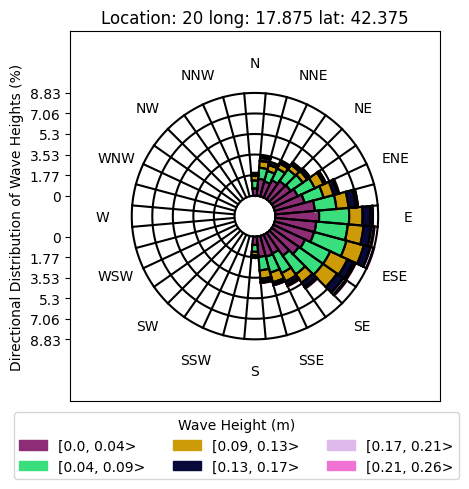 Location: 20 long: 17.875 lat: 42.375
Directional Distribution of Wave Heights (%)
8.83
7.06
5.3
3.53
1.77
0
0
1.77
3.53
5.3
7.06
8.83
N
NNE
NE
ENE
E
ESE
SE
SSE
S
SSW
SW
WSW
W
WNW
NW
NNW
Wave Height (m)
[0.0, 0.04>
[0.04, 0.09>
[0.09, 0.13>
[0.13, 0.17>
[0.17, 0.21>
[0.21, 0.26>